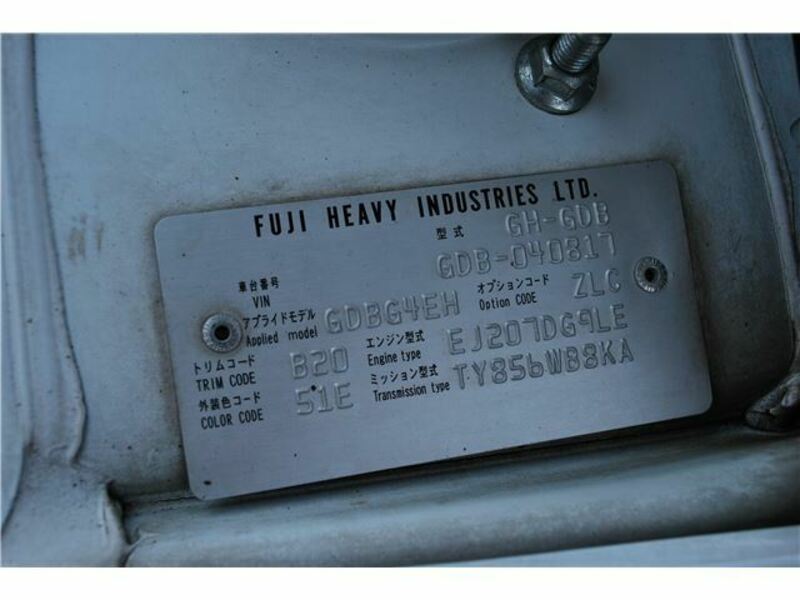 FUJI HEAVY INDUSTRIES LTD.
型式 GH-GDB
車台番号 VIN GDB-040817
アプライドモデル Applied model GDBG4EH オプションコード Option CODE ZLC
トリムコード TRIM CODE B20 エンジン型式 Engine type EJ207DG9LE
外装色コード COLOR CODE 51E ミッション型式 Transmission type TY856WB8KA